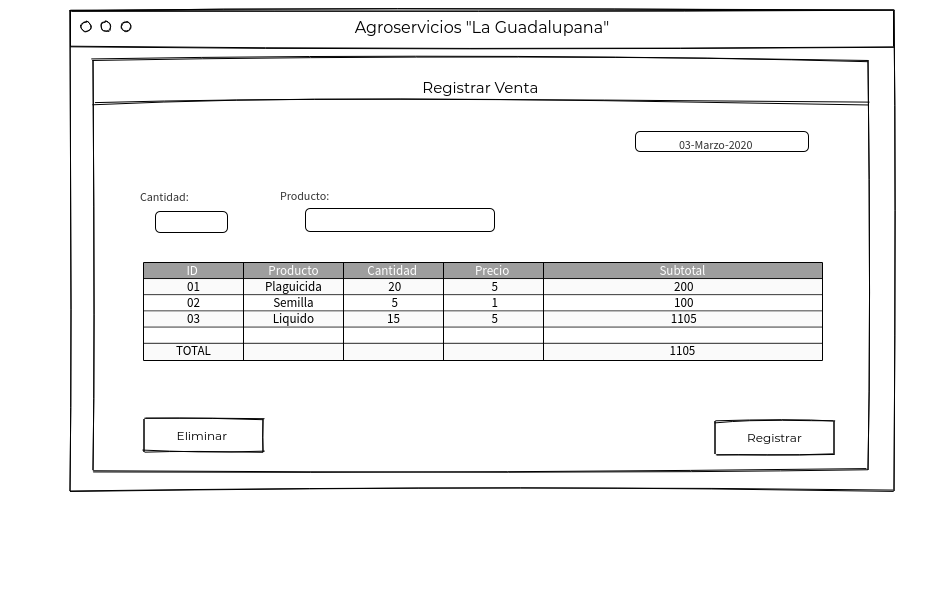 Agroservicios "La Guadalupana"
Registrar Venta
03-Marzo-2020
Cantidad: Producto:
ID Producto Cantidad Precio Subtotal
01 Plaguicida 20 5 200
02 Semilla 5 1 100
03 Liquido 15 5 1105
TOTAL 1105
Eliminar
Registrar